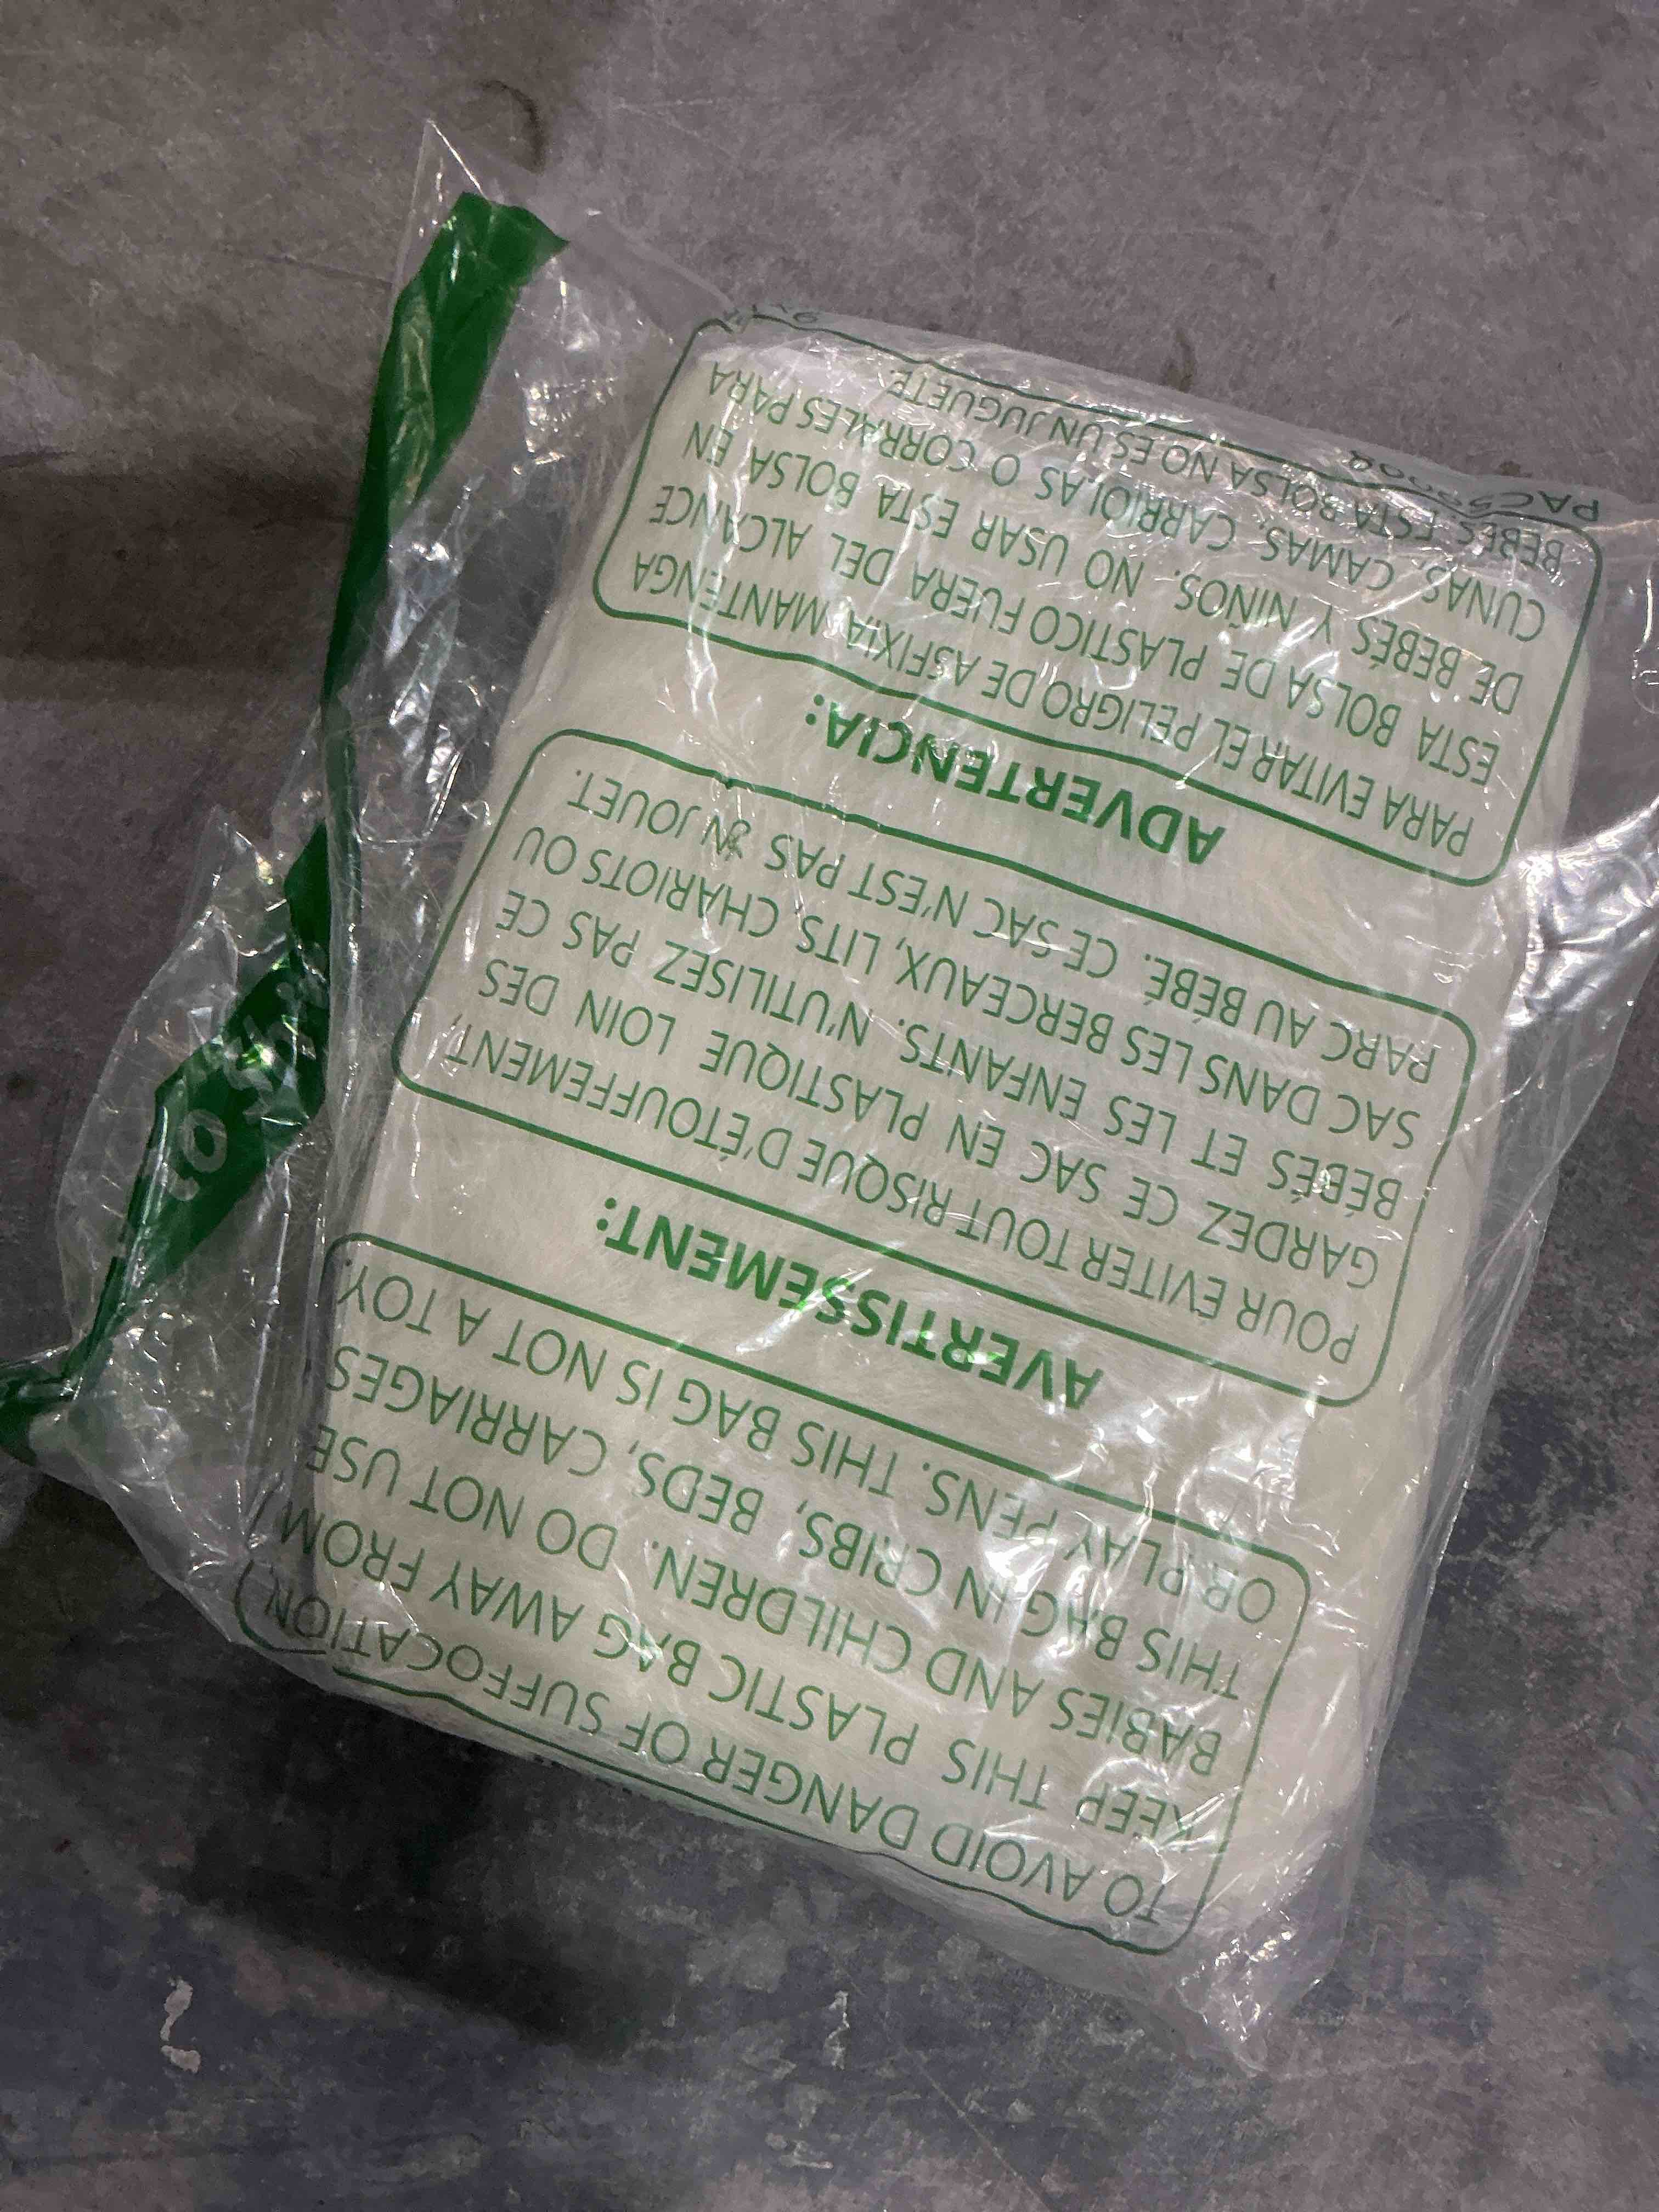 TO AVOID DANGER OF SUFFOCATION,
KEEP THIS PLASTIC BAG AWAY FROM
BABIES AND CHILDREN. DO NOT USE
THIS BAG IN CRIBS, BEDS, CARRIAGES
OR PLAY PENS. THIS BAG IS NOT A TOY.
AVERTISSEMENT:
POUR ÉVITER TOUT RISQUE D'ÉTOUFFEMENT,
GARDEZ CE SAC EN PLASTIQUE LOIN DES
BÉBÉS ET LES ENFANTS. N'UTILISEZ PAS CE
SAC DANS LES BERCEAUX, LITS, CHARIOTS OU
PARC AU BÉBÉ. CE SAC N'EST PAS UN JOUET.
ADVERTENCIA:
PARA EVITAR EL PELIGRO DE ASFIXIA, MANTENGA
ESTA BOLSA DE PLASTICO FUERA DEL ALCANCE
DE BEBÉS Y NIÑOS. NO USAR ESTA BOLSA EN
CUNAS, CAMAS, CARRIOLAS O CORRALES PARA
BEBÉS. ESTA BOLSA NO ES UN JUGUETE.